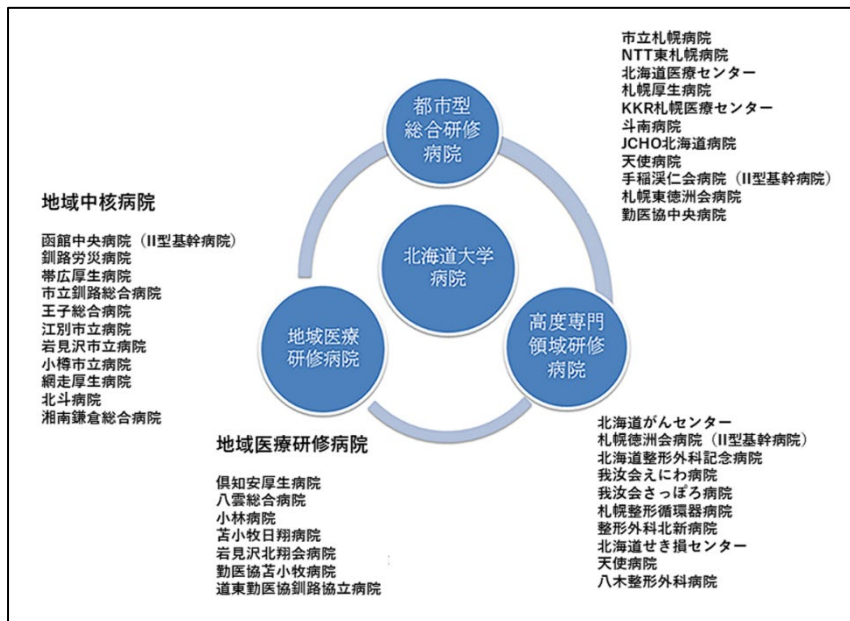 市立札幌病院
NTT東札幌病院
北海道医療センター
札幌厚生病院
KKR札幌医療センター
斗南病院
JCHO北海道病院
天使病院
手稲渓仁会病院（II型基幹病院）
札幌東徳洲会病院
勤医協中央病院
都市型
総合研修
病院
地域中核病院
函館中央病院（II型基幹病院）
釧路労災病院
帯広厚生病院
市立釧路総合病院
王子総合病院
江別市立病院
岩見沢市立病院
小樽市立病院
網走厚生病院
北斗病院
湘南鎌倉総合病院
北海道大学
病院
地域医療
研修病院
高度専門
領域研修
病院
地域医療研修病院
倶知安厚生病院
八雲総合病院
小林病院
苫小牧日翔病院
岩見沢北翔会病院
勤医協苫小牧病院
道東勤医協釧路協立病院
北海道がんセンター
札幌徳洲会病院（II型基幹病院）
北海道整形外科記念病院
我汝会えにわ病院
我汝会さっぽろ病院
札幌整形循環器病院
整形外科北新病院
北海道せき損センター
天使病院
八木整形外科病院